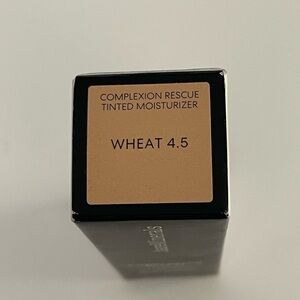 COMPLEXION RESCUE
TINTED MOISTURIZER
WHEAT 4.5